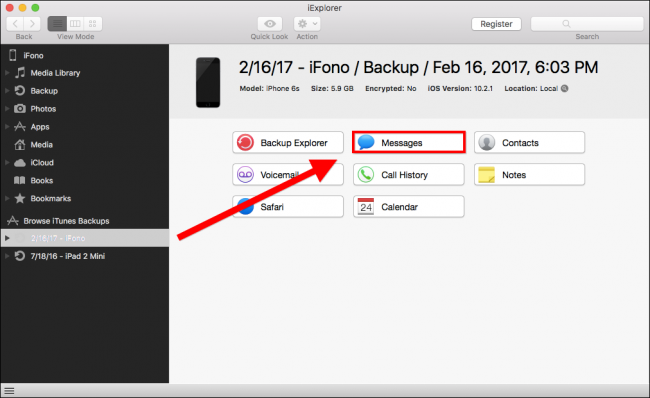 iExplorer
Register
Back
View Mode
Quick Look
Action
Search
iFono
Media Library
Backup
Photos
Apps
Media
iCloud
Books
Bookmarks
Browse iTunes Backups
2/16/17 - iFono
7/18/16 - iPad 2 Mini
2/16/17 - iFono / Backup / Feb 16, 2017, 6:03 PM
Model: iPhone 6s Size: 5.9 GB Encrypted: No iOS Version: 10.2.1 Location: Local
Backup Explorer
Messages
Contacts
Voicemail
Call History
Notes
Safari
24
Calendar